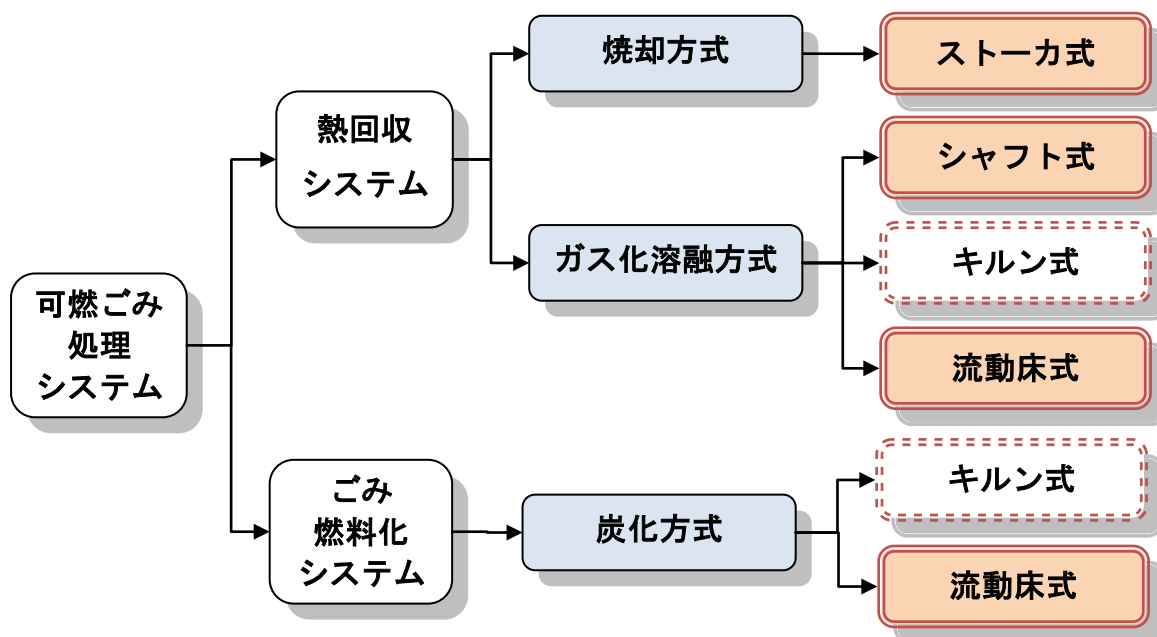 可燃ごみ
処理
システム
熱回収
システム
焼却方式
ストーカ式
ガス化溶融方式
シャフト式
キルン式
流動床式
ごみ
燃料化
システム
炭化方式
キルン式
流動床式